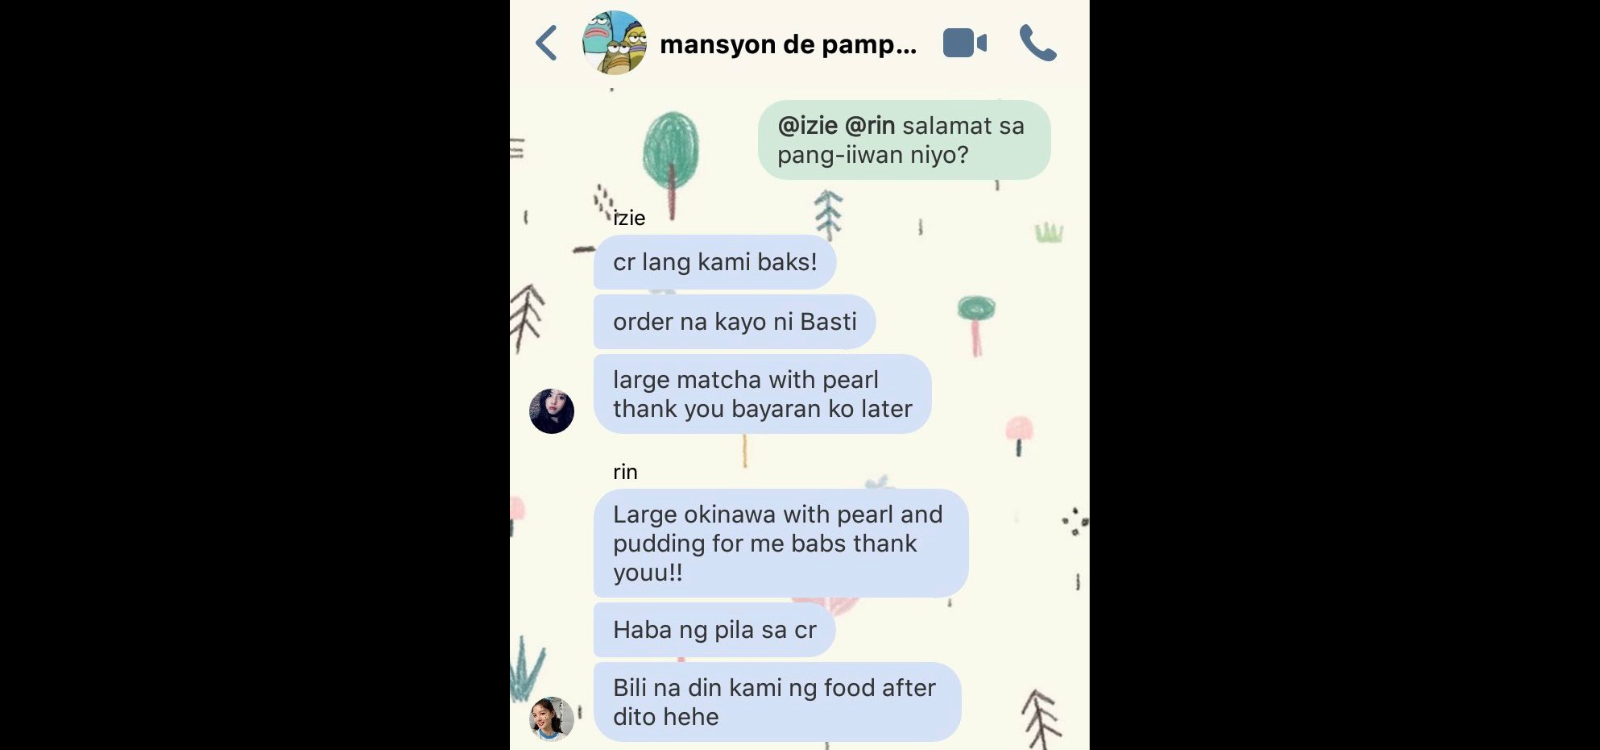 mansyon de pamp...
@izie @rin salamat sa
pang-iiwan niyo?
izie
cr lang kami baks!
order na kayo ni Basti
large matcha with pearl
thank you bayaran ko later
rin
Large okinawa with pearl and
pudding for me babs thank
youu!!
Haba ng pila sa cr
Bili na din kami ng food after
dito hehe